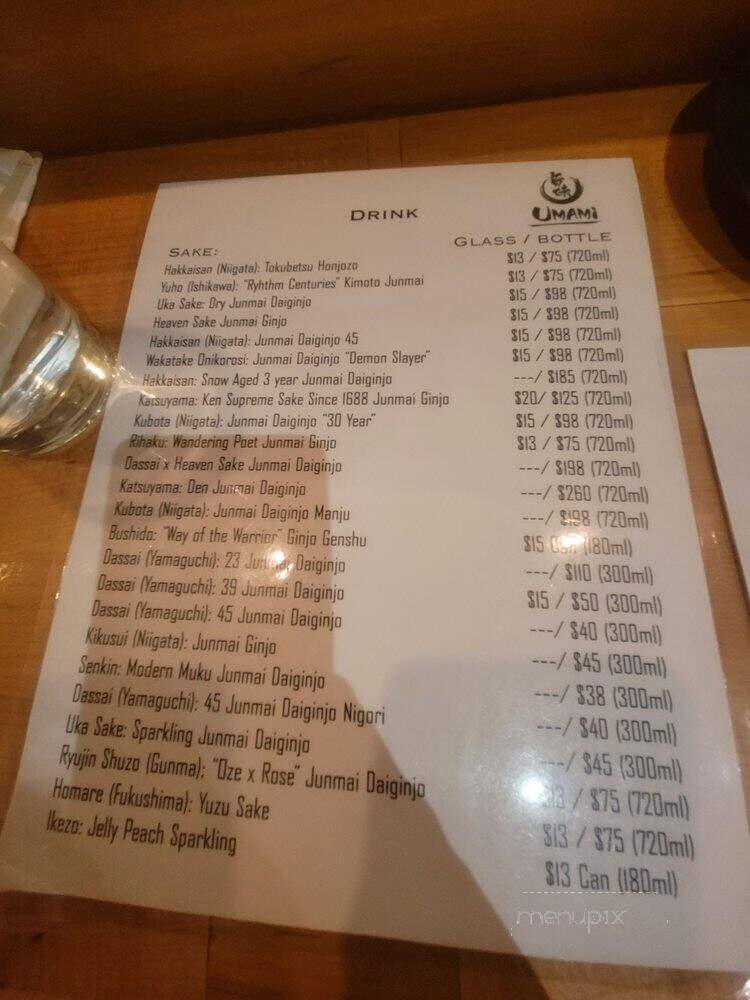 旨味
DRINK
UMAMI
GLASS / BOTTLE
SAKE:
Hakkaisan (Niigata): Tokubetsu Honjozo $13 / $75 (720ml)
Yuho (Ishikawa): "Ryhthm Centuries" Kimoto Junmai $13 / $75 (720ml)
Uka Sake: Dry Junmai Daiginjo $15 / $98 (720ml)
Heaven Sake Junmai Ginjo $15 / $98 (720ml)
Hakkaisan (Niigata): Junmai Daiginjo 45 $15 / $98 (720ml)
Wakatake Onikorosi: Junmai Daiginjo "Demon Slayer" $15 / $98 (720ml)
Hakkaisan: Snow Aged 3 year Junmai Daiginjo ---/ $185 (720ml)
Katsuyama: Ken Supreme Sake Since 1688 Junmai Ginjo $20/ $125 (720ml)
Kubota (Niigata): Junmai Daiginjo "30 Year" $15 / $98 (720ml)
Rihaku: Wandering Poet Junmai Ginjo $13 / $75 (720ml)
Dassai x Heaven Sake Junmai Daiginjo ---/ $198 (720ml)
Katsuyama: Den Junmai Daiginjo ---/ $260 (720ml)
Kubota (Niigata): Junmai Daiginjo Manju ---/ $198 (720ml)
Bushido: "Way of the Warrior" Ginjo Genshu $15 Can (180ml)
Dassai (Yamaguchi): 23 Junmai Daiginjo ---/ $110 (300ml)
Dassai (Yamaguchi): 39 Junmai Daiginjo $15 / $50 (300ml)
Dassai (Yamaguchi): 45 Junmai Daiginjo ---/ $40 (300ml)
Kikusui (Niigata): Junmai Ginjo ---/ $45 (300ml)
Senkin: Modern Muku Junmai Daiginjo ---/ $38 (300ml)
Dassai (Yamaguchi): 45 Junmai Daiginjo Nigori ---/ $40 (300ml)
Uka Sake: Sparkling Junmai Daiginjo ---/ $45 (300ml)
Ryujin Shuzo (Gunma): "Oze x Rose" Junmai Daiginjo $13 / $75 (720ml)
Homare (Fukushima): Yuzu Sake $13 / $75 (720ml)
Ikezo: Jelly Peach Sparkling $13 Can (180ml)
menupix